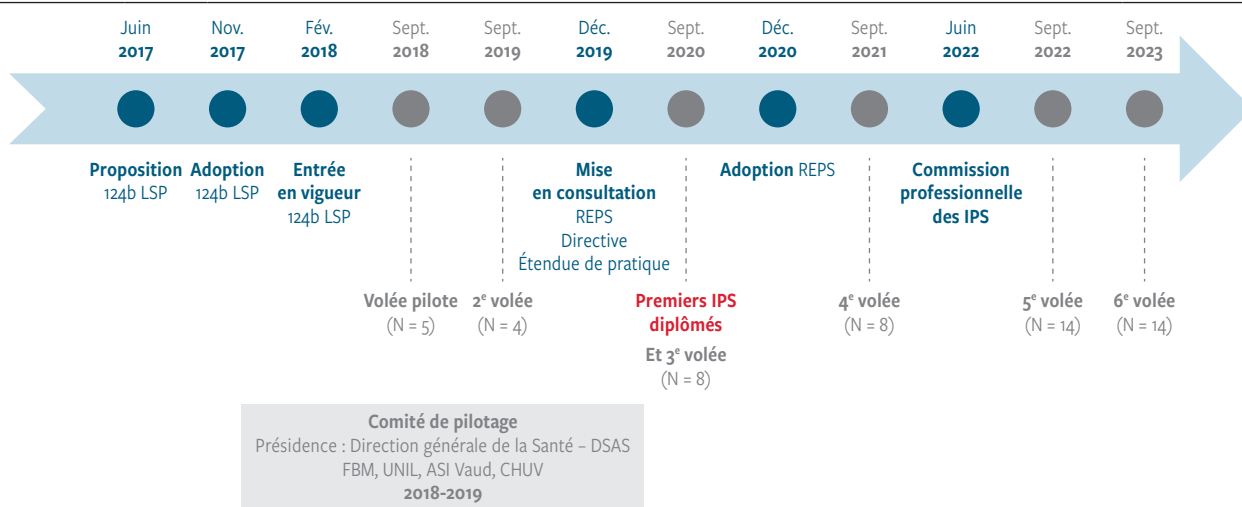 Juin
2017
Nov.
2017
Fév.
2018
Sept.
2018
Sept.
2019
Déc.
2019
Sept.
2020
Déc.
2020
Sept.
2021
Juin
2022
Sept.
2022
Sept.
2023
Proposition
124b LSP
Adoption
124b LSP
Entrée
en vigueur
124b LSP
Mise
en consultation
REPS
Directive
Étendue de pratique
Adoption REPS
Commission
professionnelle
des IPS
Volée pilote
(N = 5)
2e volée
(N = 4)
Premiers IPS
diplômés
Et 3e volée
(N = 8)
4e volée
(N = 8)
5e volée
(N = 14)
6e volée
(N = 14)
Comité de pilotage
Présidence : Direction générale de la Santé – DSAS
FBM, UNIL, ASI Vaud, CHUV
2018-2019